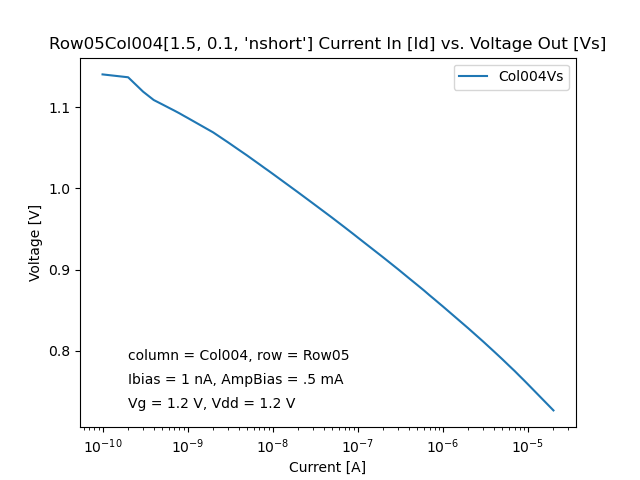 Row05Col004[1.5, 0.1, 'nshort'] Current In [Id] vs. Voltage Out [Vs]
Col004Vs
1.1
1.0
0.9
0.8
Voltage [V]
column = Col004, row = Row05
Ibias = 1 nA, AmpBias = .5 mA
Vg = 1.2 V, Vdd = 1.2 V
10⁻¹⁰ 10⁻⁹ 10⁻⁸ 10⁻⁷ 10⁻⁶ 10⁻⁵
Current [A]